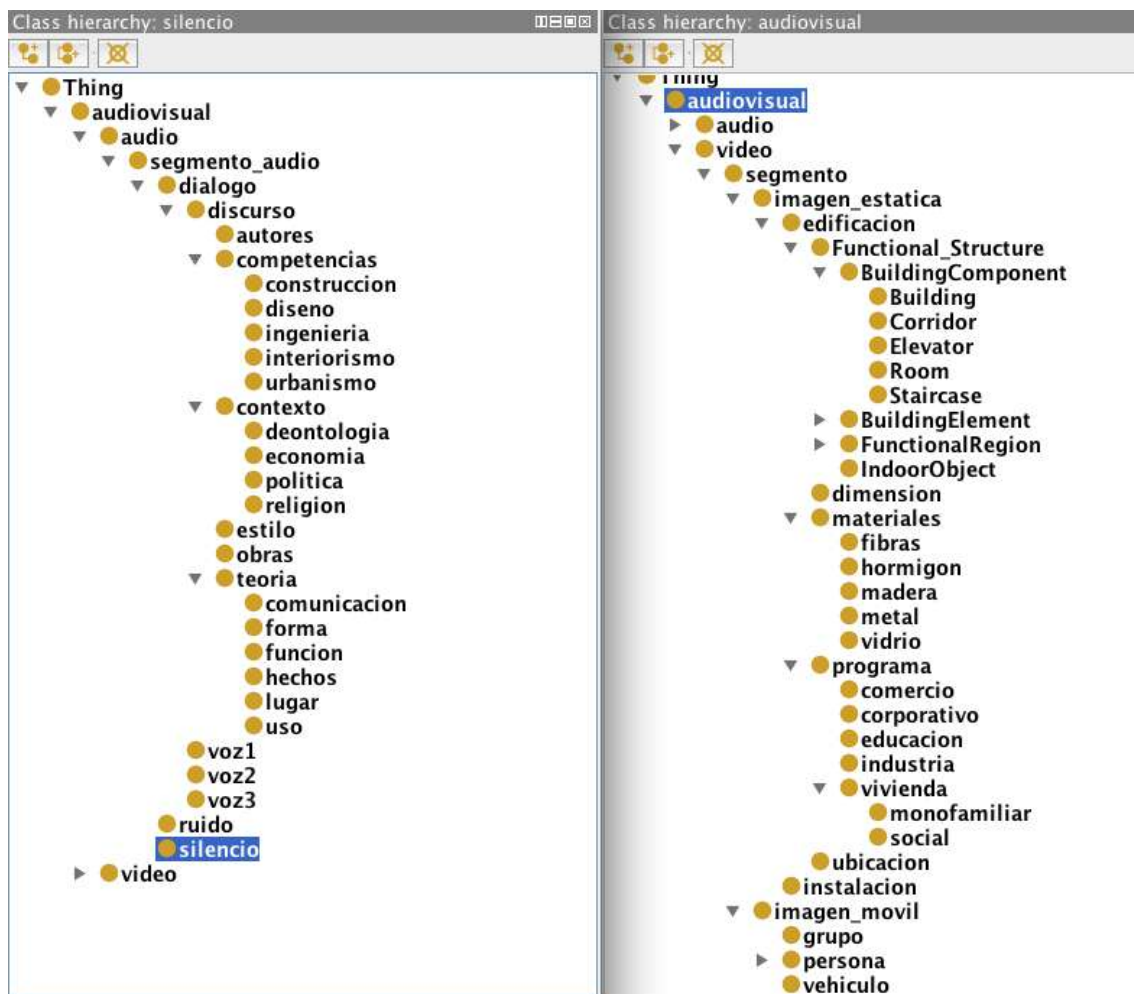 Class hierarchy: silencio
Thing
audiovisual
audio
segmento_audio
dialogo
discurso
autores
competencias
construccion
diseno
ingenieria
interiorismo
urbanismo
contexto
deontologia
economia
politica
religion
estilo
obras
teoria
comunicacion
forma
funcion
hechos
lugar
uso
voz1
voz2
voz3
ruido
silencio
video
Class hierarchy: audiovisual
Thing
audiovisual
audio
video
segmento
imagen_estatica
edificacion
Functional_Structure
BuildingComponent
Building
Corridor
Elevator
Room
Staircase
BuildingElement
FunctionalRegion
IndoorObject
dimension
materiales
fibras
hormigon
madera
metal
vidrio
programa
comercio
corporativo
educacion
industria
vivienda
monofamiliar
social
ubicacion
instalacion
imagen_movil
grupo
persona
vehiculo